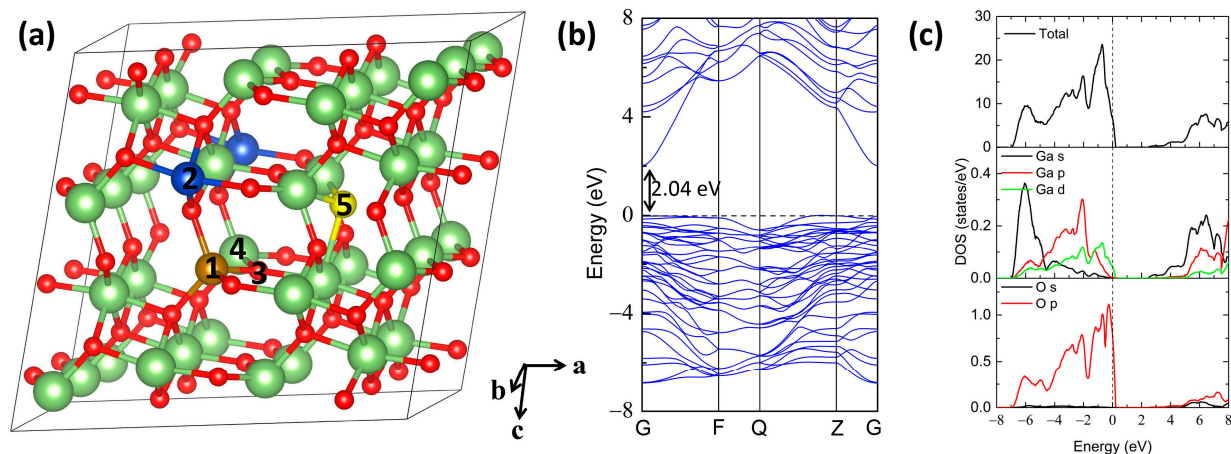 (a)
2
5
4
1
3
a
b
c
(b)
8
4
0
−4
−8
Energy (eV)
2.04 eV
G
F
Q
Z
G
(c)
30
20
10
0
Total
0.4
0.2
0.0
Ga s
Ga p
Ga d
DOS (states/eV)
1.0
0.5
0.0
O s
O p
−8
−6
−4
−2
0
2
4
6
8
Energy (eV)